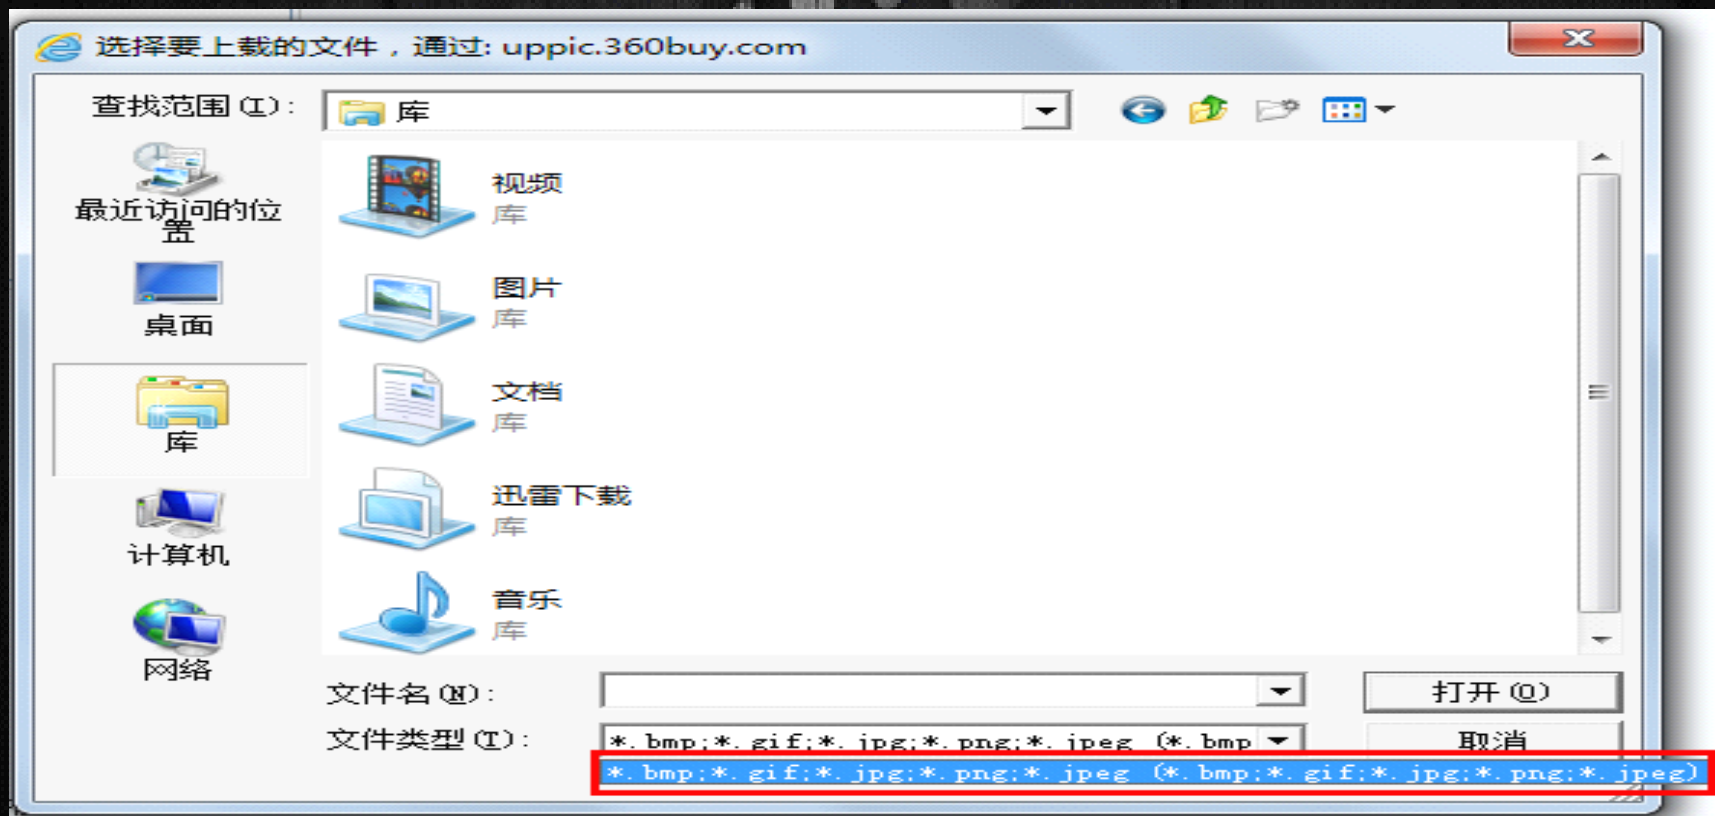 选择要上载的文件，通过: uppic.360buy.com
查找范围(I):
库
最近访问的位
置
桌面
库
计算机
网络
视频
库
图片
库
文档
库
迅雷下载
库
音乐
库
文件名(N):
打开(O)
文件类型(T):
*.bmp;*.gif;*.jpg;*.png;*.jpeg (*.bmp
取消
*.bmp;*.gif;*.jpg;*.png;*.jpeg (*.bmp;*.gif;*.jpg;*.png;*.jpeg)